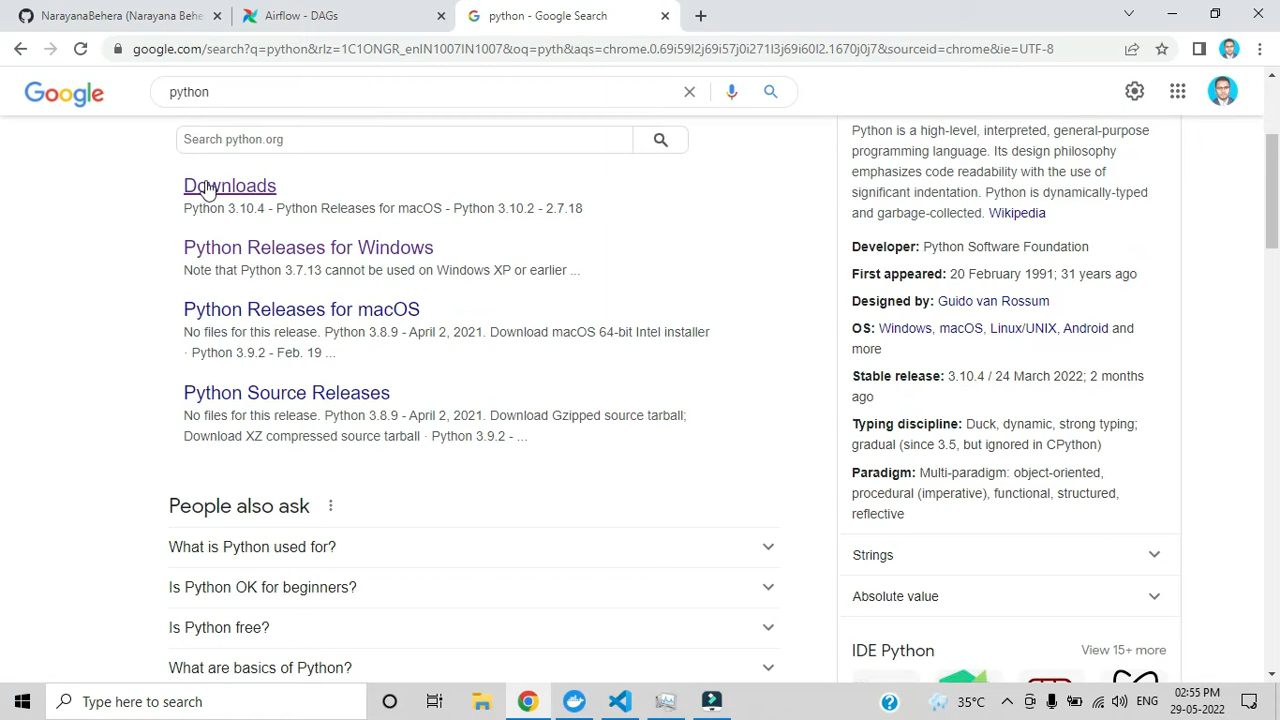 NarayanaBehera (Narayana Behe
Airflow - DAGs
python - Google Search
google.com/search?q=python&rlz=1C1ONGR_enIN1007IN1007&oq=pyth&aqs=chrome.0.69i59l2j69i57j0i271l3j69i60l2.1670j0j7&sourceid=chrome&ie=UTF-8
Google
python
Search python.org
Downloads
Python 3.10.4 - Python Releases for macOS - Python 3.10.2 - 2.7.18
Python Releases for Windows
Note that Python 3.7.13 cannot be used on Windows XP or earlier ...
Python Releases for macOS
No files for this release. Python 3.8.9 - April 2, 2021. Download macOS 64-bit Intel installer
· Python 3.9.2 - Feb. 19 ...
Python Source Releases
No files for this release. Python 3.8.9 - April 2, 2021. Download Gzipped source tarball;
Download XZ compressed source tarball · Python 3.9.2 - ...
People also ask
What is Python used for?
Is Python OK for beginners?
Is Python free?
What are basics of Python?
Python is a high-level, interpreted, general-purpose
programming language. Its design philosophy
emphasizes code readability with the use of
significant indentation. Python is dynamically-typed
and garbage-collected. Wikipedia
Developer: Python Software Foundation
First appeared: 20 February 1991; 31 years ago
Designed by: Guido van Rossum
OS: Windows, macOS, Linux/UNIX, Android and
more
Stable release: 3.10.4 / 24 March 2022; 2 months
ago
Typing discipline: Duck, dynamic, strong typing;
gradual (since 3.5, but ignored in CPython)
Paradigm: Multi-paradigm: object-oriented,
procedural (imperative), functional, structured,
reflective
Strings
Absolute value
IDE Python
View 15+ more
Type here to search
35°C
ENG
02:55 PM
29-05-2022